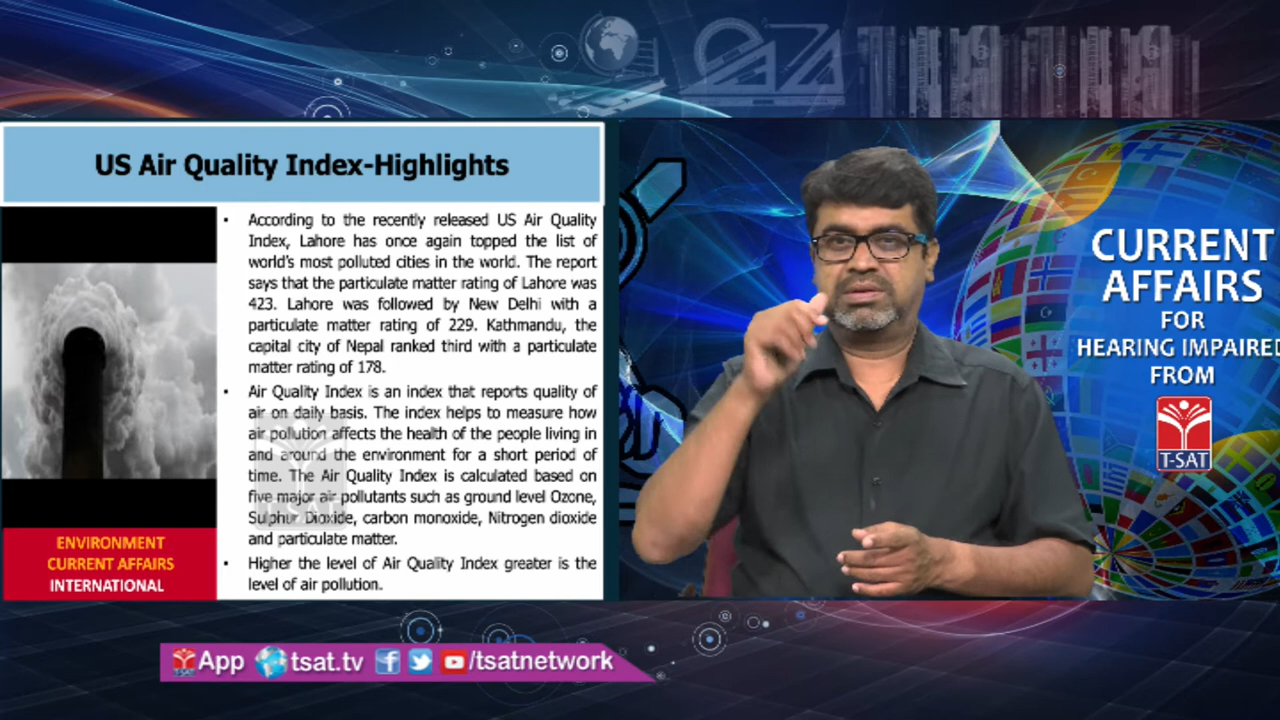 US Air Quality Index-Highlights
• According to the recently released US Air Quality
Index, Lahore has once again topped the list of
world's most polluted cities in the world. The report
says that the particulate matter rating of Lahore was
423. Lahore was followed by New Delhi with a
particulate matter rating of 229. Kathmandu, the
capital city of Nepal ranked third with a particulate
matter rating of 178.
• Air Quality Index is an index that reports quality of
air on daily basis. The index helps to measure how
air pollution affects the health of the people living in
and around the environment for a short period of
time. The Air Quality Index is calculated based on
five major air pollutants such as ground level Ozone,
Sulphur Dioxide, carbon monoxide, Nitrogen dioxide
and particulate matter.
• Higher the level of Air Quality Index greater is the
level of air pollution.
T-SAT
ENVIRONMENT
CURRENT AFFAIRS
INTERNATIONAL
CURRENT
AFFAIRS
FOR
HEARING IMPAIRED
FROM
T-SAT
App tsat.tv /tsatnetwork